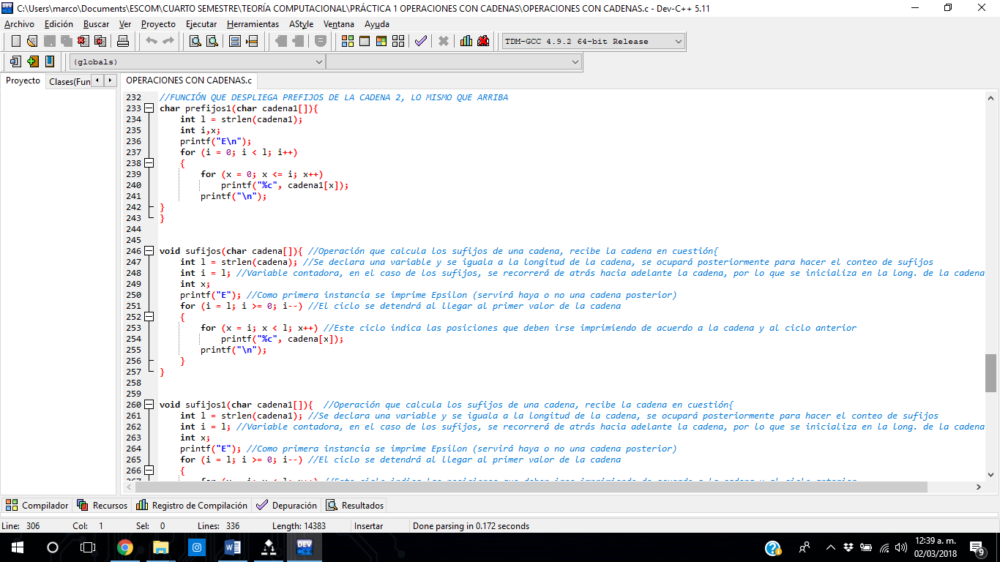 C:\Users\marco\Documents\ESCOM\CUARTO SEMESTRE\TEORÍA COMPUTACIONAL\PRÁCTICA 1 OPERACIONES CON CADENAS\OPERACIONES CON CADENAS.c - Dev-C++ 5.11
Archivo Edición Buscar Ver Proyecto Ejecutar Herramientas AStyle Ventana Ayuda
TDM-GCC 4.9.2 64-bit Release
(globals)
Proyecto Clases(Fun OPERACIONES CON CADENAS.c
232 //FUNCIÓN QUE DESPLIEGA PREFIJOS DE LA CADENA 2, LO MISMO QUE ARRIBA
233 char prefijos1(char cadena1[]){
234 int l = strlen(cadena1);
235 int i,x;
236 printf("E\n");
237 for (i = 0; i < l; i++)
238 {
239 for (x = 0; x <= i; x++)
240 printf("%c", cadena1[x]);
241 printf("\n");
242 }
243 }
244
245
246 void sufijos(char cadena[]){ //Operación que calcula los sufijos de una cadena, recibe la cadena en cuestión{
247 int l = strlen(cadena); //Se declara una variable y se iguala a la longitud de la cadena, se ocupará posteriormente para hacer el conteo de sufijos
248 int i = l; //Variable contadora, en el caso de los sufijos, se recorrerá de atrás hacia adelante la cadena, por lo que se inicializa en la long. de la cadena
249 int x;
250 printf("E"); //Como primera instancia se imprime Epsilon (servirá haya o no una cadena posterior)
251 for (i = l; i >= 0; i--) //El ciclo se detendrá al llegar al primer valor de la cadena
252 {
253 for (x = i; x < l; x++) //Este ciclo indica las posiciones que deben irse imprimiendo de acuerdo a la cadena y al ciclo anterior
254 printf("%c", cadena[x]);
255 printf("\n");
256 }
257 }
258
259
260 void sufijos1(char cadena1[]){ //Operación que calcula los sufijos de una cadena, recibe la cadena en cuestión{
261 int l = strlen(cadena1); //Se declara una variable y se iguala a la longitud de la cadena, se ocupará posteriormente para hacer el conteo de sufijos
262 int i = l; //Variable contadora, en el caso de los sufijos, se recorrerá de atrás hacia adelante la cadena, por lo que se inicializa en la long. de la cadena
263 int x;
264 printf("E"); //Como primera instancia se imprime Epsilon (servirá haya o no una cadena posterior)
265 for (i = l; i >= 0; i--) //El ciclo se detendrá al llegar al primer valor de la cadena
266 {
Compilador Recursos Registro de Compilación Depuración Resultados
Line: 306 Col: 1 Sel: 0 Lines: 336 Length: 14383 Insertar Done parsing in 0.172 seconds
DEV
12:39 a. m.
02/03/2018
9